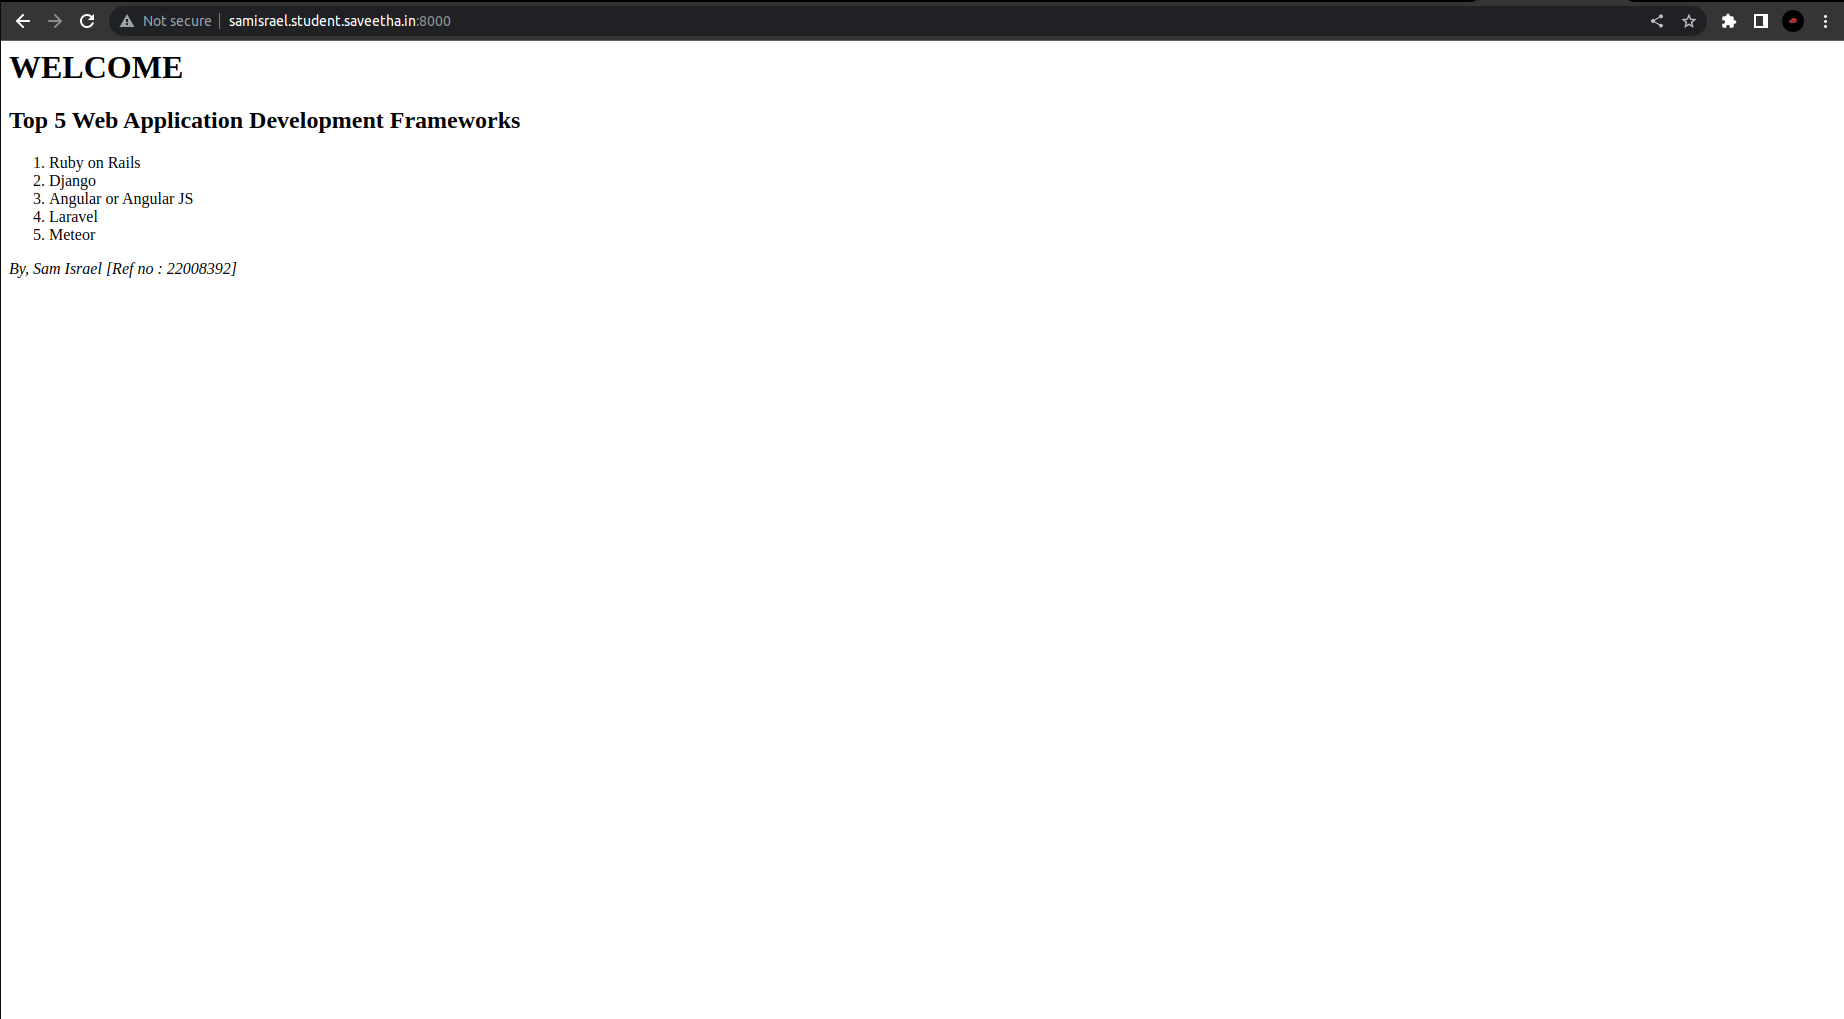 Not secure samisrael.student.saveetha.in:8000
WELCOME
Top 5 Web Application Development Frameworks
1. Ruby on Rails
2. Django
3. Angular or Angular JS
4. Laravel
5. Meteor
By, Sam Israel [Ref no : 22008392]